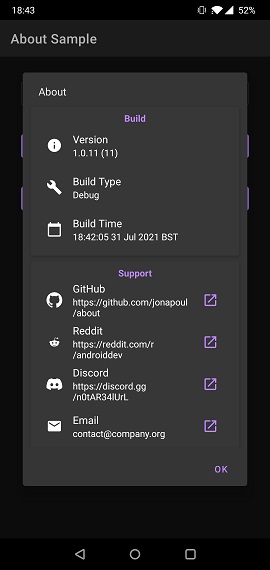 18:43
52%
About Sample
About
Build
Version
1.0.11 (11)
Build Type
Debug
Build Time
18:42:05 31 Jul 2021 BST
Support
GitHub
https://github.com/jonapoul
/about
Reddit
https://reddit.com/r
/androiddev
Discord
https://discord.gg
/n0tAR34lUrL
Email
contact@company.org
OK